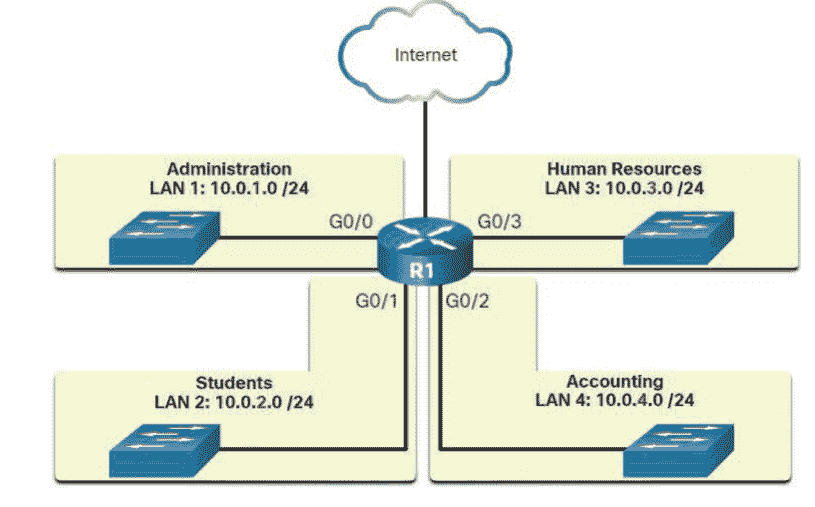 Internet
Administration
LAN 1: 10.0.1.0 /24
Human Resources
LAN 3: 10.0.3.0 /24
G0/0
G0/3
R1
G0/1
G0/2
Students
LAN 2: 10.0.2.0 /24
Accounting
LAN 4: 10.0.4.0 /24